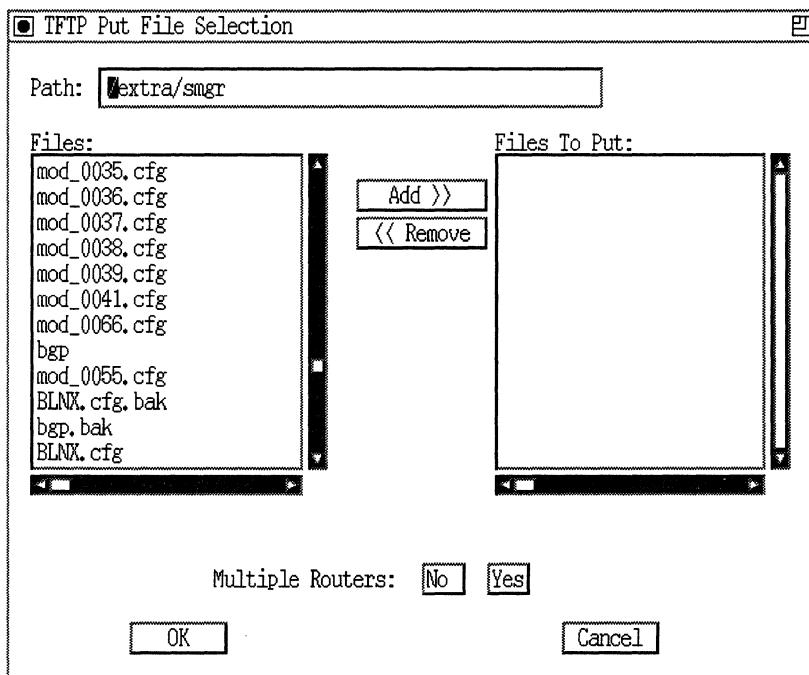 TFTP Put File Selection
Path: /extra/smgr
Files:
mod_0035.cfg
mod_0036.cfg
mod_0037.cfg
mod_0038.cfg
mod_0039.cfg
mod_0041.cfg
mod_0066.cfg
bgp
mod_0055.cfg
BLNX.cfg.bak
bgp.bak
BLNX.cfg
Add >>
<< Remove
Files To Put:
Multiple Routers: No Yes
OK
Cancel